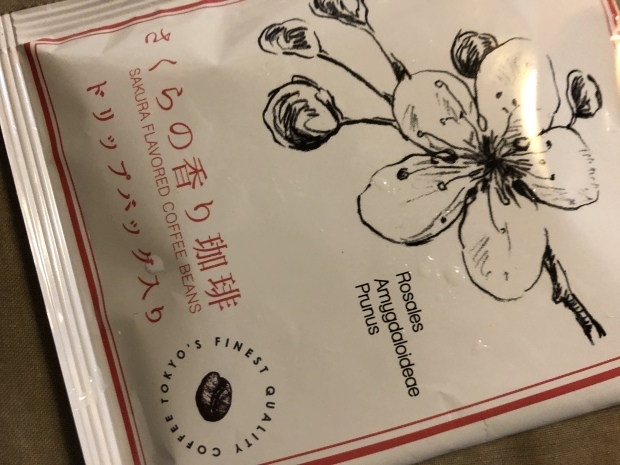 さくらの香り珈琲
SAKURA FLAVORED COFFEE BEANS
ドリップバッグ入り
Rosales
Amygdaloideae
Prunus
TOKYO'S FINEST QUALITY COFFEE